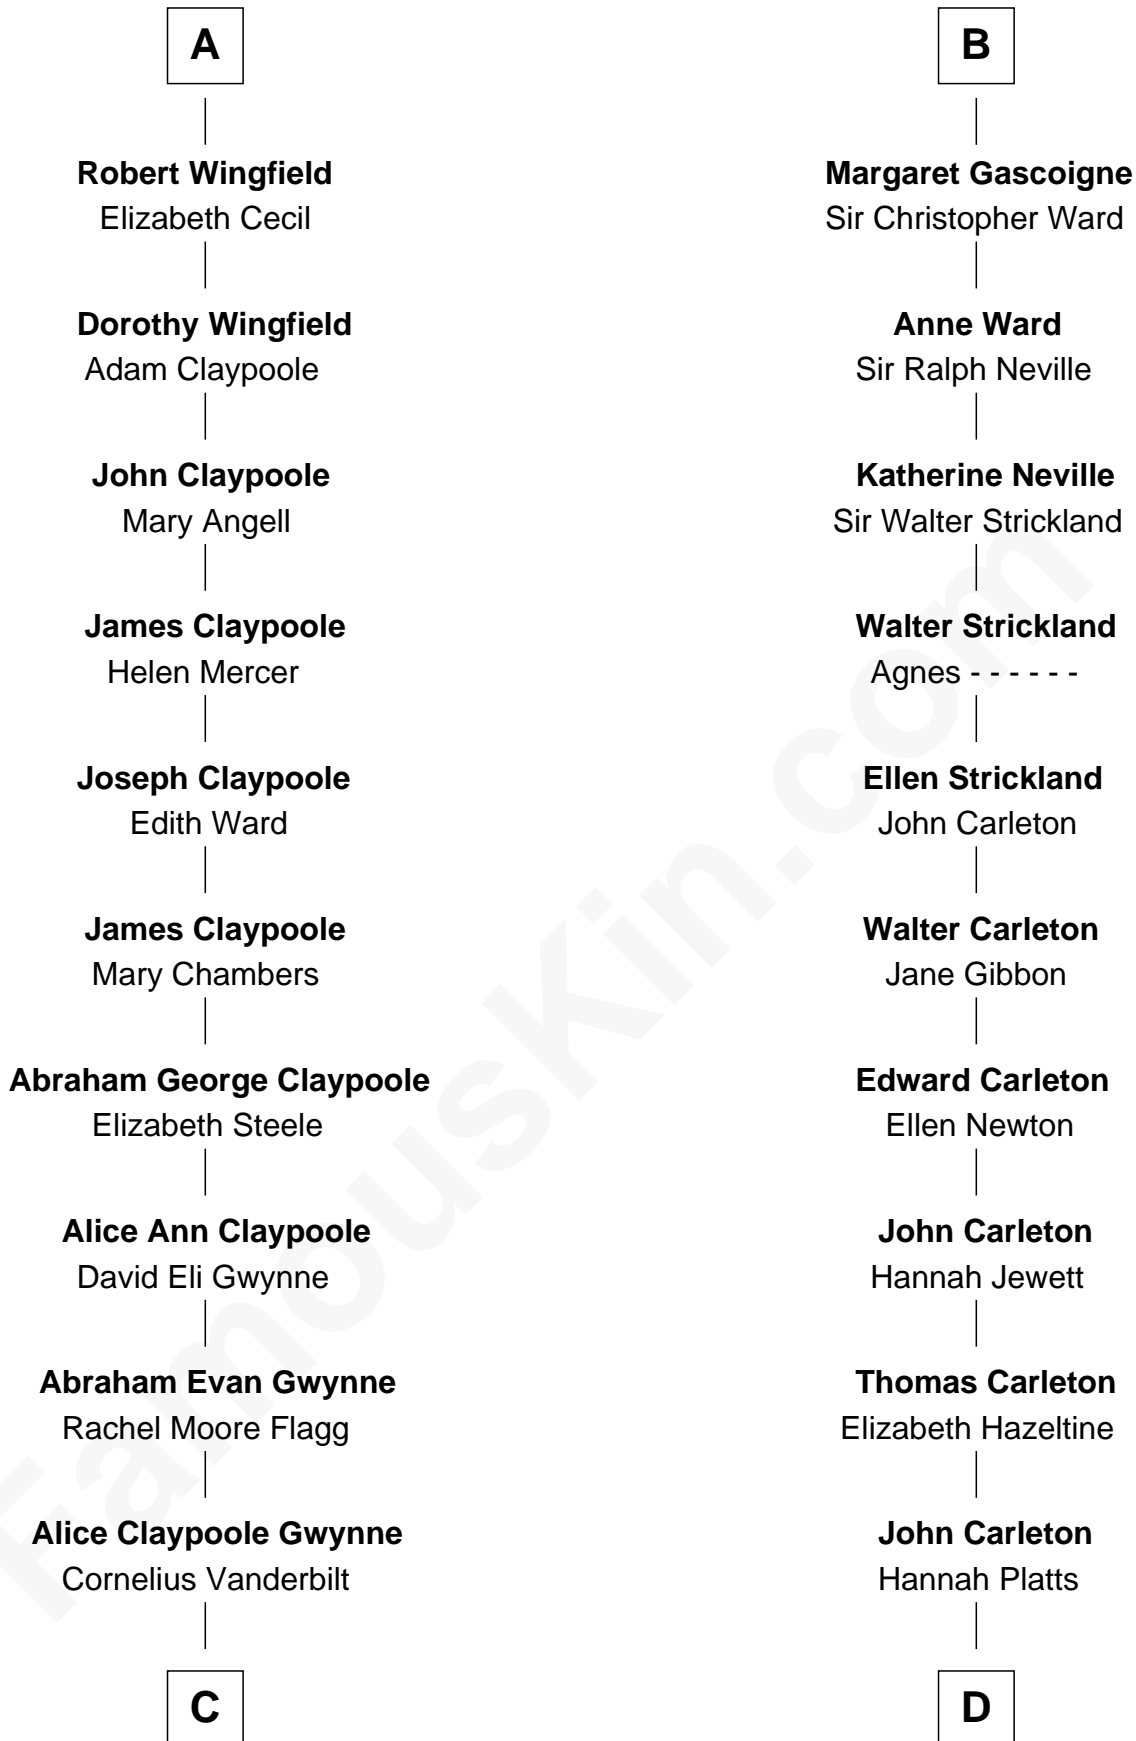 A
Robert Wingfield
Elizabeth Cecil
Dorothy Wingfield
Adam Claypoole
John Claypoole
Mary Angell
James Claypoole
Helen Mercer
Joseph Claypoole
Edith Ward
James Claypoole
Mary Chambers
Abraham George Claypoole
Elizabeth Steele
Alice Ann Claypoole
David Eli Gwynne
Abraham Evan Gwynne
Rachel Moore Flagg
Alice Claypoole Gwynne
Cornelius Vanderbilt
C
B
Margaret Gascoigne
Sir Christopher Ward
Anne Ward
Sir Ralph Neville
Katherine Neville
Sir Walter Strickland
Walter Strickland
Agnes - - - - - -
Ellen Strickland
John Carleton
Walter Carleton
Jane Gibbon
Edward Carleton
Ellen Newton
John Carleton
Hannah Jewett
Thomas Carleton
Elizabeth Hazeltine
John Carleton
Hannah Platts
D
FamousKin.com